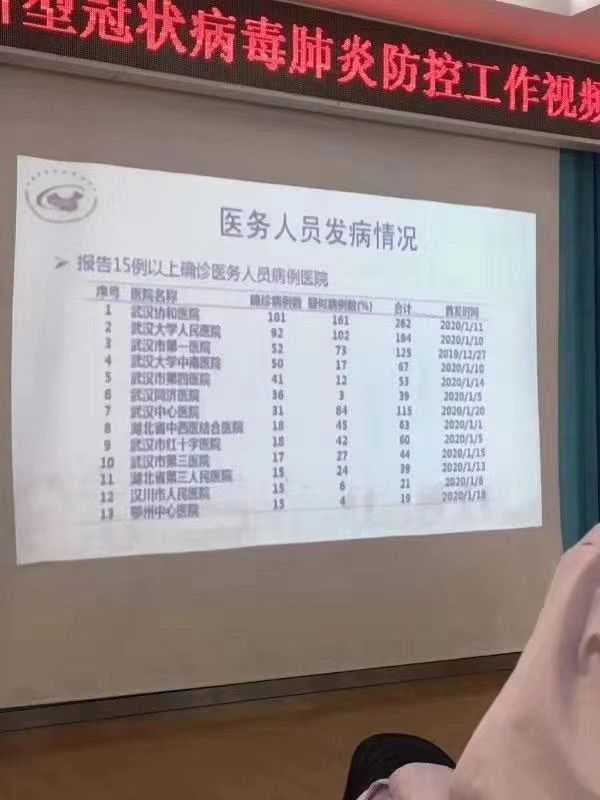 新型冠状病毒肺炎防控工作视频
医务人员发病情况
➢ 报告15例以上确诊医务人员病例医院
序号 医院名称 确诊病例数 疑似病例数(%) 合计 首发时间
1 武汉协和医院 101 161 262 2020/1/11
2 武汉大学人民医院 92 102 194 2020/1/10
3 武汉市第一医院 52 73 125 2019/12/27
4 武汉大学中南医院 50 17 67 2020/1/10
5 武汉市第四医院 41 12 53 2020/1/14
6 武汉同济医院 36 3 39 2020/1/5
7 武汉中心医院 31 84 115 2020/1/20
8 湖北省中西医结合医院 18 45 63 2020/1/1
9 武汉市红十字医院 18 42 60 2020/1/5
10 武汉市第三医院 17 27 44 2020/1/15
11 湖北省第三人民医院 15 24 39 2020/1/13
12 汉川市人民医院 15 6 21 2020/1/8
13 鄂州中心医院 15 4 19 2020/1/18